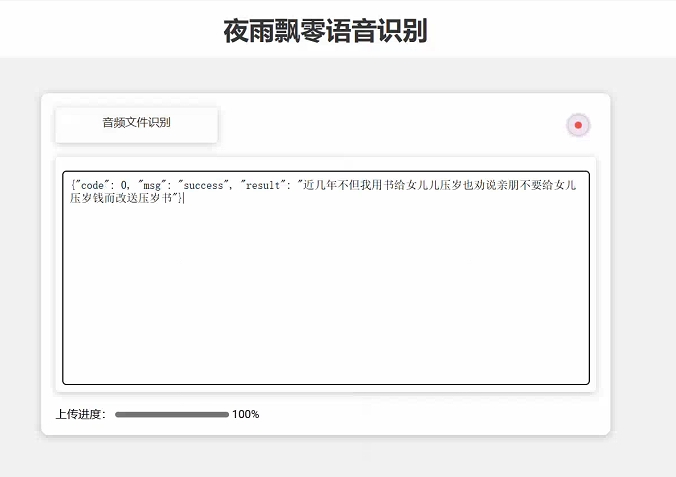 夜雨飘零语音识别
音频文件识别
{"code": 0, "msg": "success", "result": "近几年不但我用书给女儿儿压岁也劝说亲朋不要给女儿
压岁钱而改送压岁书"}
上传进度： 100%